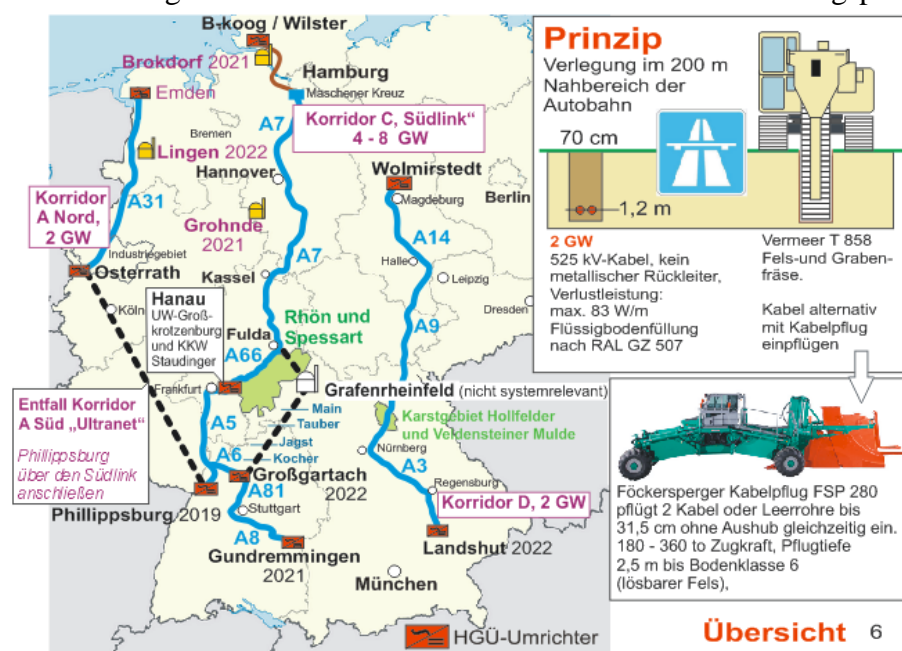 B-koog / Wilster
Brokdorf 2021
Hamburg
Maschener Kreuz
Emden
A7
Korridor C, Südlink“
4 - 8 GW
Bremen
Lingen 2022
Hannover
Wolmirstedt
Magdeburg
Berlin
Korridor
A Nord,
2 GW
A31
Grohnde
2021
A14
Industriegebiet
Osterrath
A7
Kassel
Halle
Leipzig
Köln
Hanau
UW-Groß-
krotzenburg
und KKW
Staudinger
Dresden
Rhön und
Spessart
Fulda
A9
A66
Frankfurt
Grafenrheinfeld (nicht systemrelevant)
Entfall Korridor
A Süd „Ultranet“
Phillippsburg
über den Südlink
anschließen
A5
Main
Tauber
Jagst
Kocher
Karstgebiet Hollfelder
und Veldensteiner Mulde
Nürnberg
A6
Großgartach
2022
A3
Regensburg
Phillippsburg 2019
A81
Stuttgart
Korridor D, 2 GW
A8
Gundremmingen
2021
Landshut 2022
München
HGÜ-Umrichter
Prinzip
Verlegung im 200 m
Nahbereich der
Autobahn
70 cm
1,2 m
2 GW
525 kV-Kabel, kein
metallischer Rückleiter,
Verlustleistung:
max. 83 W/m
Flüssigbodenfüllung
nach RAL GZ 507
Vermeer T 858
Fels-und Graben-
fräse.
Kabel alternativ
mit Kabelpflug
einpflügen
Föckersperger Kabelpflug FSP 280
pflügt 2 Kabel oder Leerrohre bis
31,5 cm ohne Aushub gleichzeitig ein.
180 - 360 to Zugkraft, Pflugtiefe
2,5 m bis Bodenklasse 6
(lösbarer Fels),
Übersicht 6